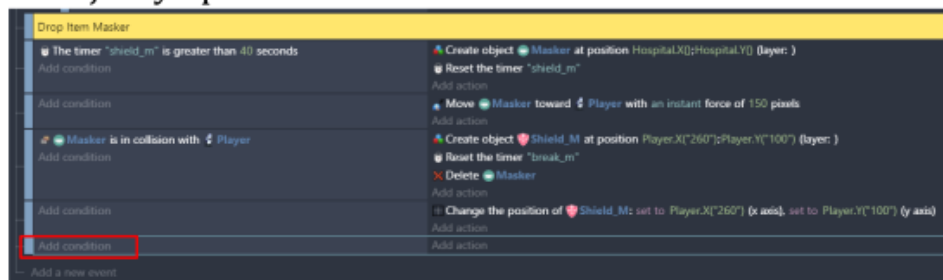 Drop Item Masker
The timer "shield_m" is greater than 40 seconds
Create object Masker at position Hospital.X();Hospital.Y() (layer: )
Add condition
Reset the timer "shield_m"
Add action
Add condition
Move Masker toward Player with an instant force of 150 pixels
Add action
Masker is in collision with Player
Create object Shield_M at position Player.X("260");Player.Y("100") (layer: )
Add condition
Reset the timer "break_m"
Delete Masker
Add action
Add condition
Change the position of Shield_M: set to Player.X("260") (x axis), set to Player.Y("100") (y axis)
Add action
Add condition
Add action
Add a new event